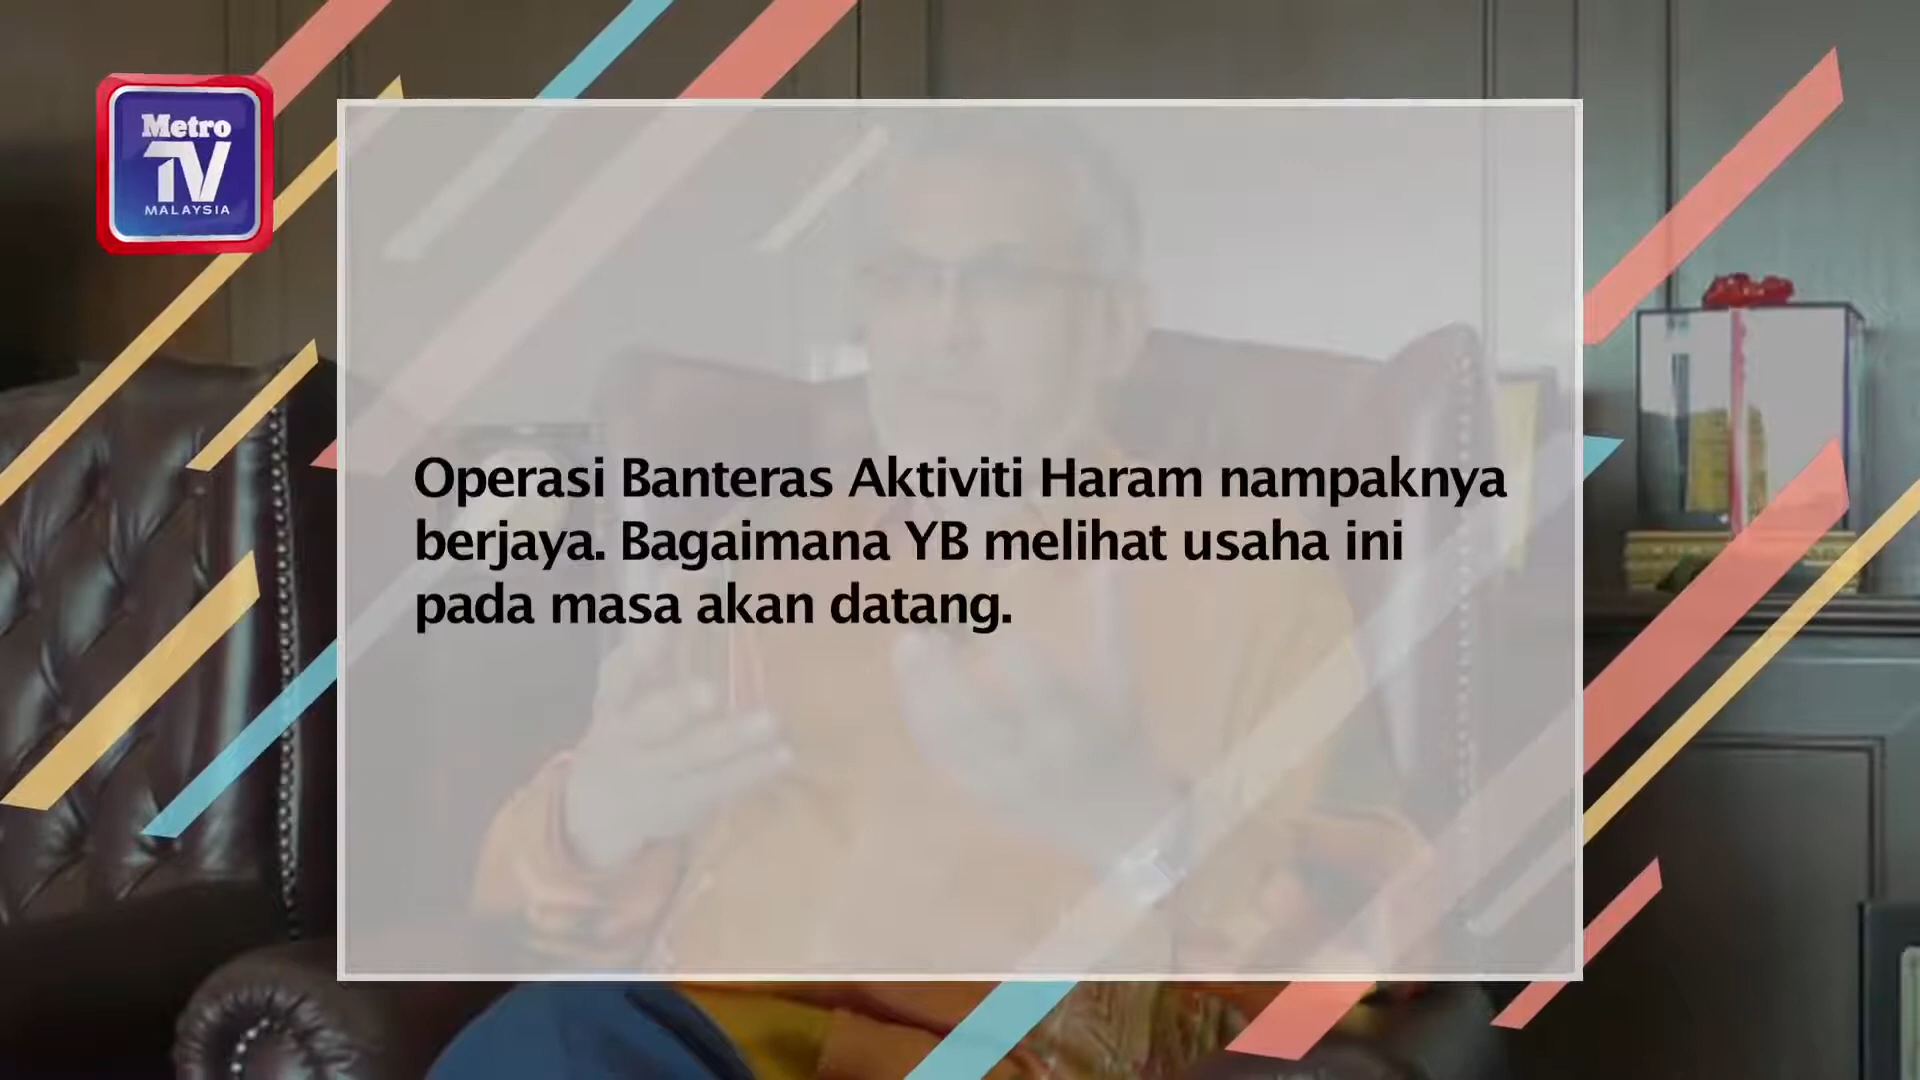 Metro
TV
MALAYSIA
Operasi Banteras Aktiviti Haram nampaknya
berjaya. Bagaimana YB melihat usaha ini
pada masa akan datang.